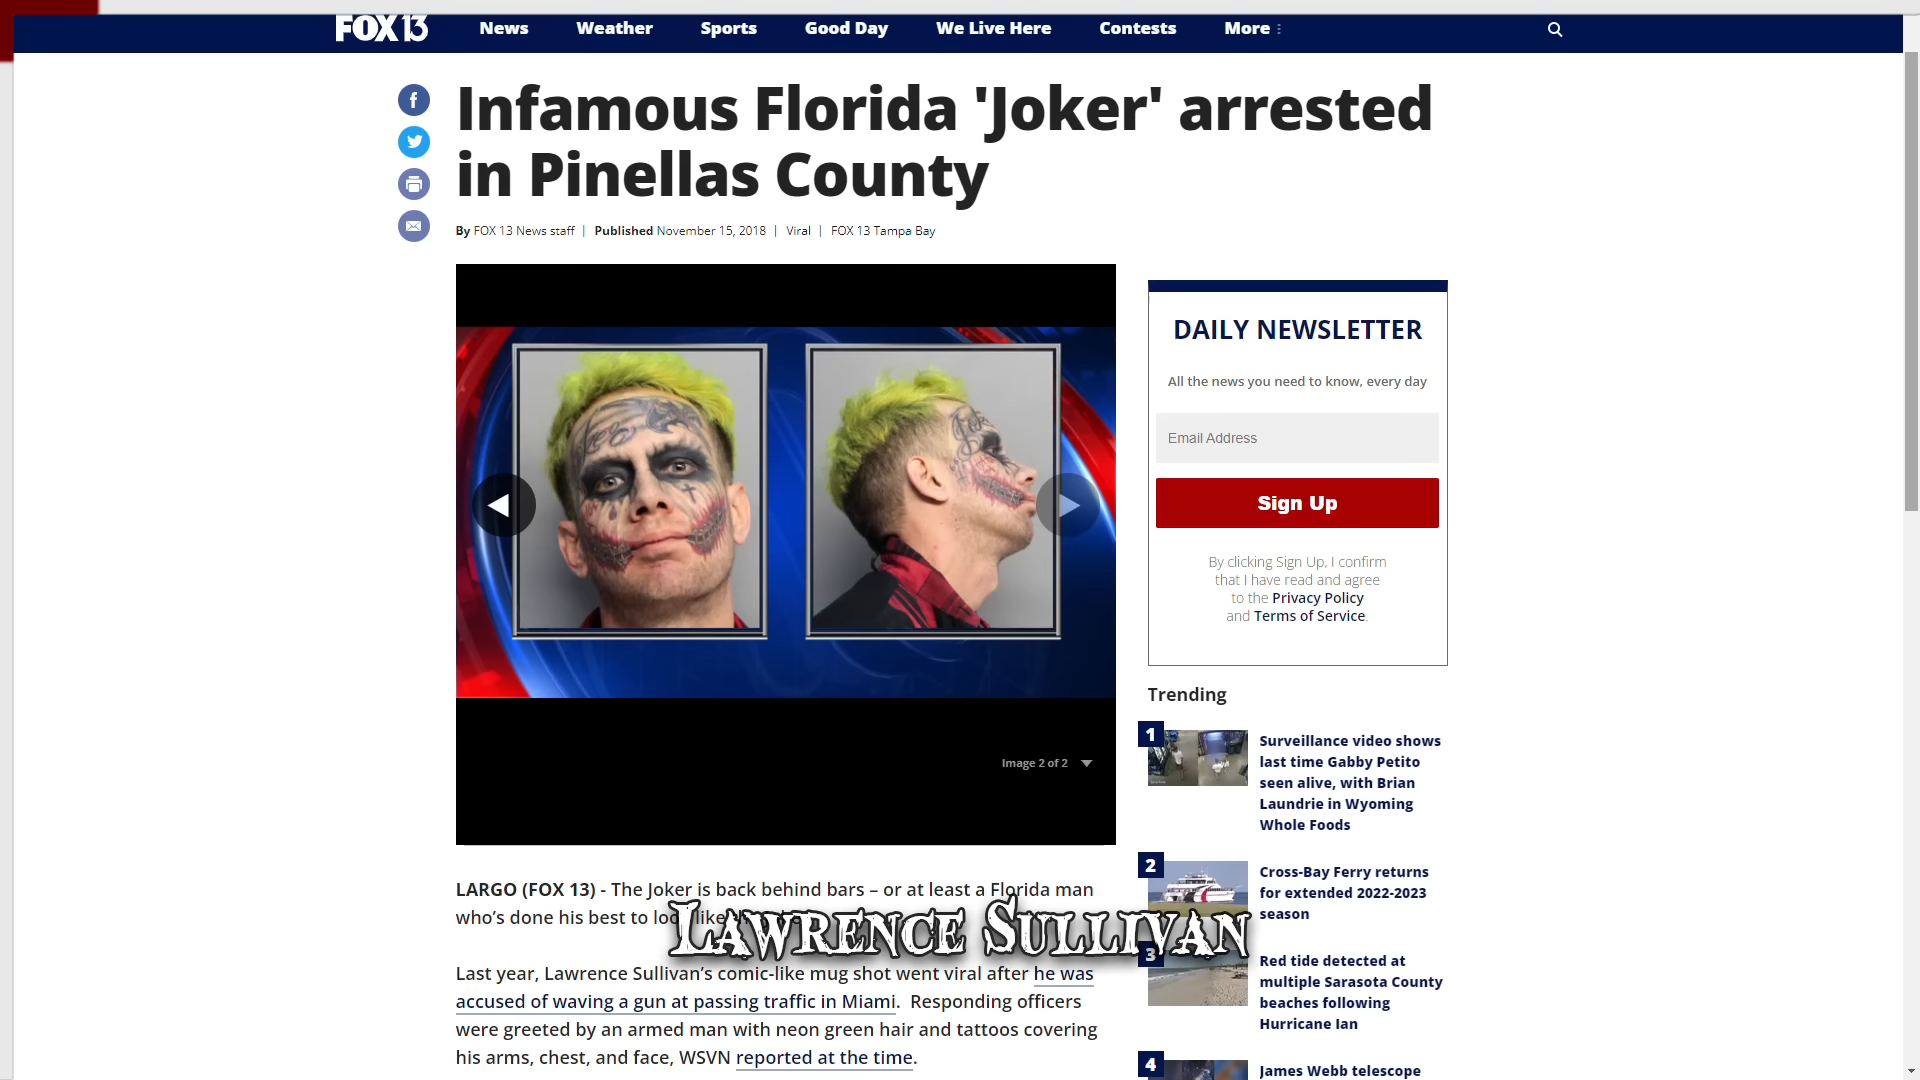 FOX 13
News
Weather
Sports
Good Day
We Live Here
Contests
More
Infamous Florida 'Joker' arrested
in Pinellas County
By FOX 13 News staff | Published November 15, 2018 | Viral | FOX 13 Tampa Bay
Image 2 of 2
LARGO (FOX 13) - The Joker is back behind bars – or at least a Florida man
who's done his best to look like
LAWRENCE SULLIVAN
Last year, Lawrence Sullivan's comic-like mug shot went viral after he was
accused of waving a gun at passing traffic in Miami. Responding officers
were greeted by an armed man with neon green hair and tattoos covering
his arms, chest, and face, WSVN reported at the time.
DAILY NEWSLETTER
All the news you need to know, every day
Email Address
Sign Up
By clicking Sign Up, I confirm
that I have read and agree
to the Privacy Policy
and Terms of Service.
Trending
1
Surveillance video shows
last time Gabby Petito
seen alive, with Brian
Laundrie in Wyoming
Whole Foods
2
Cross-Bay Ferry returns
for extended 2022-2023
season
3
Red tide detected at
multiple Sarasota County
beaches following
Hurricane Ian
4
James Webb telescope